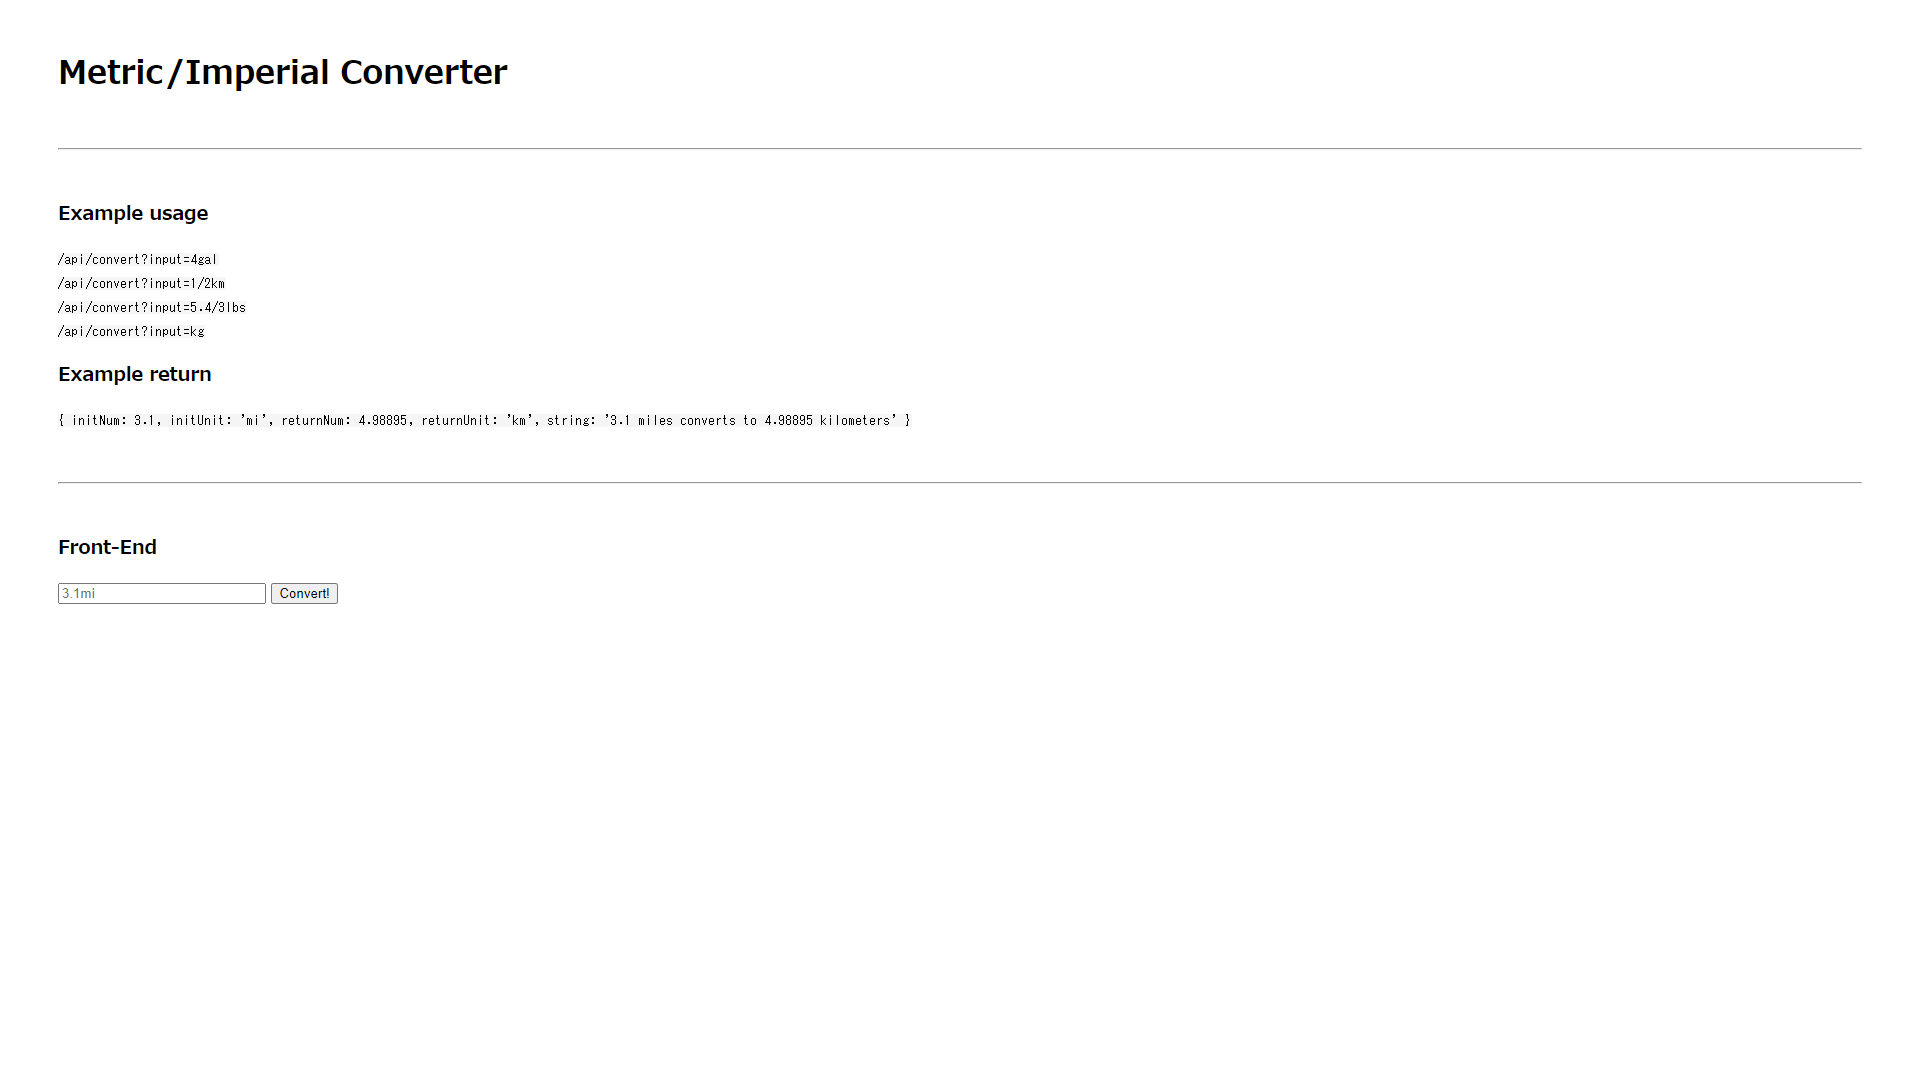 Metric/Imperial Converter
Example usage
/api/convert?input=4gal
/api/convert?input=1/2km
/api/convert?input=5.4/3lbs
/api/convert?input=kg
Example return
{ initNum: 3.1, initUnit: 'mi', returnNum: 4.98895, returnUnit: 'km', string: '3.1 miles converts to 4.98895 kilometers' }
Front-End
3.1mi Convert!